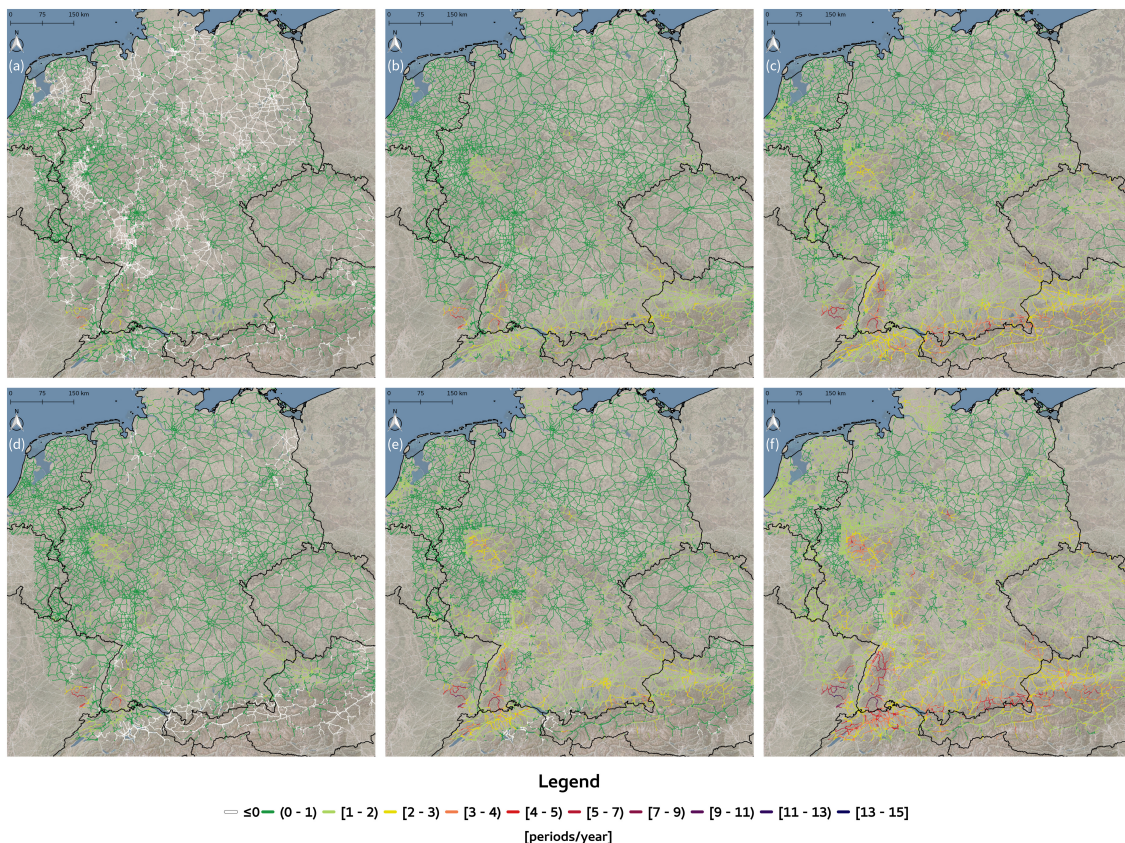 0 75 150 km
N
(a)
0 75 150 km
N
(b)
0 75 150 km
N
(c)
0 75 150 km
N
(d)
0 75 150 km
N
(e)
0 75 150 km
N
(f)
Legend
≤0 (0 - 1) [1 - 2) [2 - 3) [3 - 4) [4 - 5) [5 - 7) [7 - 9) [9 - 11) [11 - 13) [13 - 15]
[periods/year]